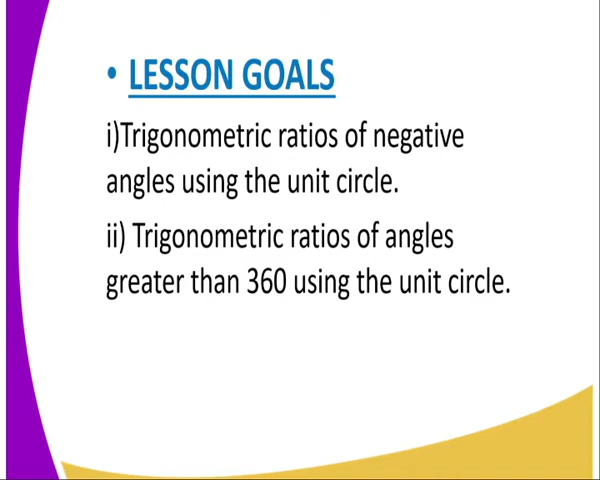 • LESSON GOALS
i)Trigonometric ratios of negative
angles using the unit circle.
ii) Trigonometric ratios of angles
greater than 360 using the unit circle.